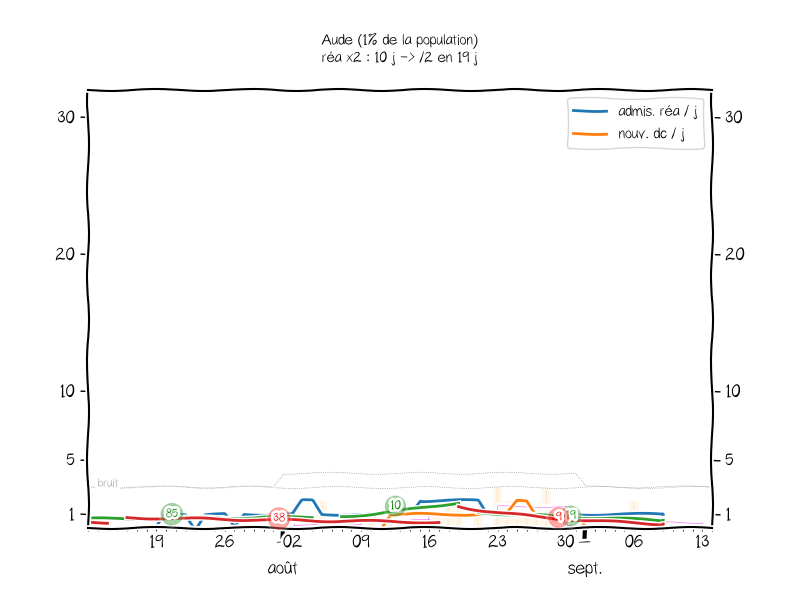 Aude (1% de la population)
réa x2 : 10 j -> /2 en 19 j
admis. réa / j
nouv. dc / j
30 30
20 20
10 10
5 5
bruit
1 1
85
38
10
9
19 26 02 09 16 23 30 06 13
août sept.